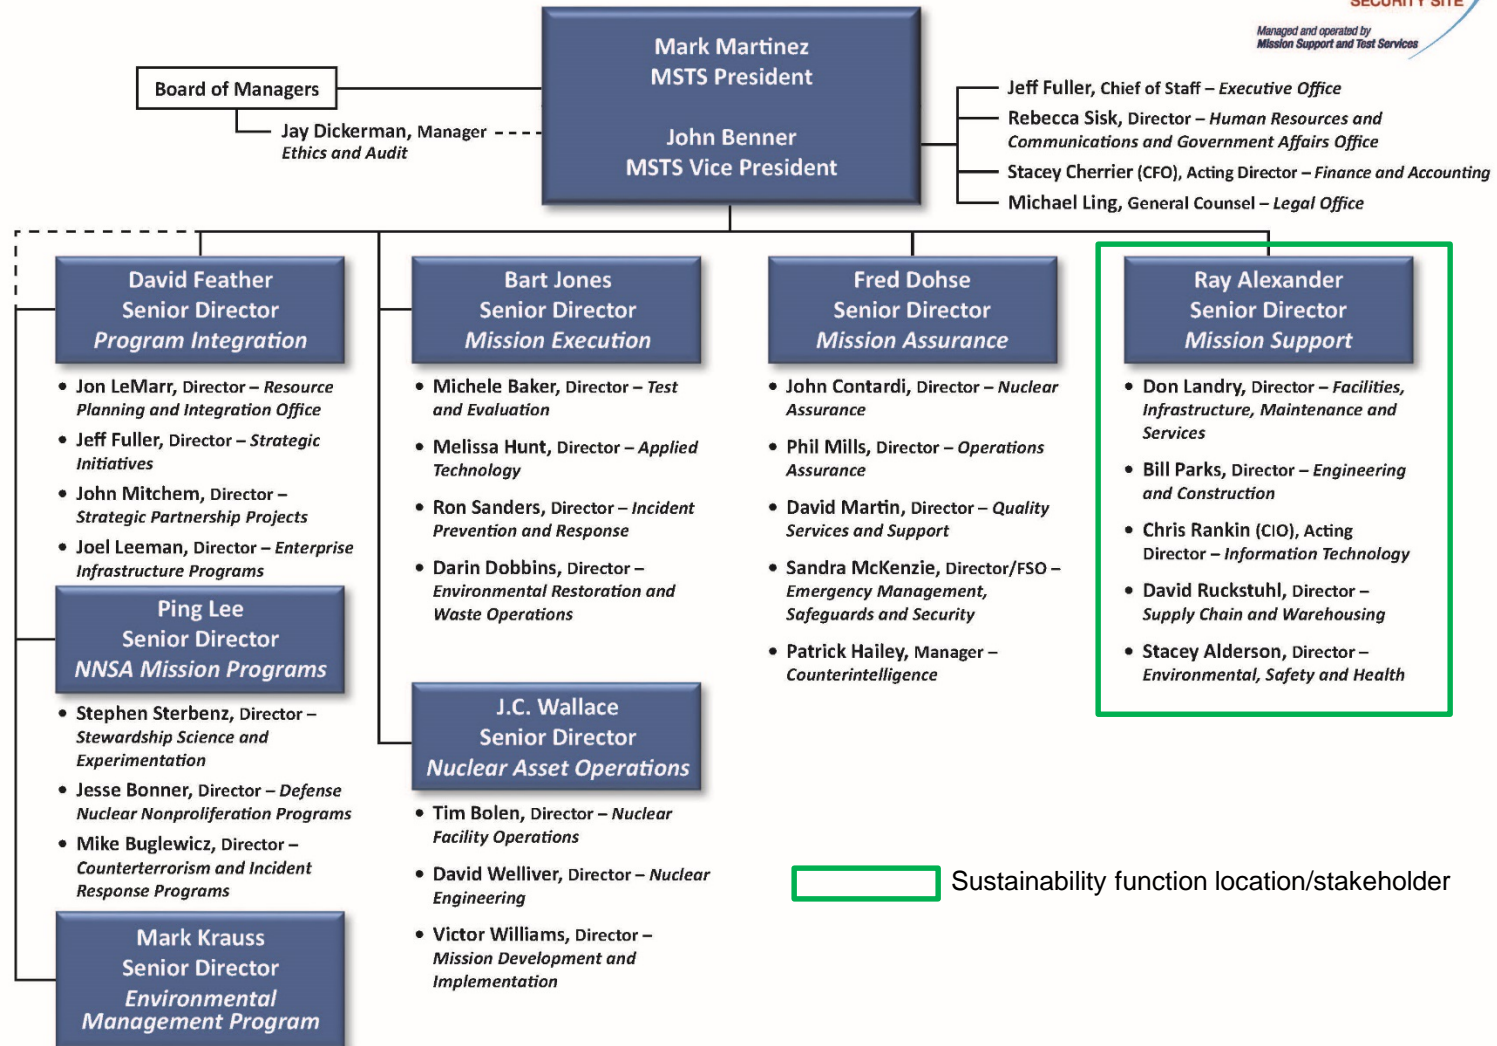 SECURITY SITE
Managed and operated by
Mission Support and Test Services
Mark Martinez
MSTS President
John Benner
MSTS Vice President
Board of Managers
Jay Dickerman, Manager
Ethics and Audit
Jeff Fuller, Chief of Staff – Executive Office
Rebecca Sisk, Director – Human Resources and
Communications and Government Affairs Office
Stacey Cherrier (CFO), Acting Director – Finance and Accounting
Michael Ling, General Counsel – Legal Office
David Feather
Senior Director
Program Integration
• Jon LeMarr, Director – Resource
Planning and Integration Office
• Jeff Fuller, Director – Strategic
Initiatives
• John Mitchem, Director –
Strategic Partnership Projects
• Joel Leeman, Director – Enterprise
Infrastructure Programs
Ping Lee
Senior Director
NNSA Mission Programs
• Stephen Sterbenz, Director –
Stewardship Science and
Experimentation
• Jesse Bonner, Director – Defense
Nuclear Nonproliferation Programs
• Mike Buglewicz, Director –
Counterterrorism and Incident
Response Programs
Mark Krauss
Senior Director
Environmental
Management Program
Bart Jones
Senior Director
Mission Execution
• Michele Baker, Director – Test
and Evaluation
• Melissa Hunt, Director – Applied
Technology
• Ron Sanders, Director – Incident
Prevention and Response
• Darin Dobbins, Director –
Environmental Restoration and
Waste Operations
J.C. Wallace
Senior Director
Nuclear Asset Operations
• Tim Bolen, Director – Nuclear
Facility Operations
• David Welliver, Director – Nuclear
Engineering
• Victor Williams, Director –
Mission Development and
Implementation
Fred Dohse
Senior Director
Mission Assurance
• John Contardi, Director – Nuclear
Assurance
• Phil Mills, Director – Operations
Assurance
• David Martin, Director – Quality
Services and Support
• Sandra McKenzie, Director/FSO –
Emergency Management,
Safeguards and Security
• Patrick Hailey, Manager –
Counterintelligence
Ray Alexander
Senior Director
Mission Support
• Don Landry, Director – Facilities,
Infrastructure, Maintenance and
Services
• Bill Parks, Director – Engineering
and Construction
• Chris Rankin (CIO), Acting
Director – Information Technology
• David Ruckstuhl, Director –
Supply Chain and Warehousing
• Stacey Alderson, Director –
Environmental, Safety and Health
Sustainability function location/stakeholder